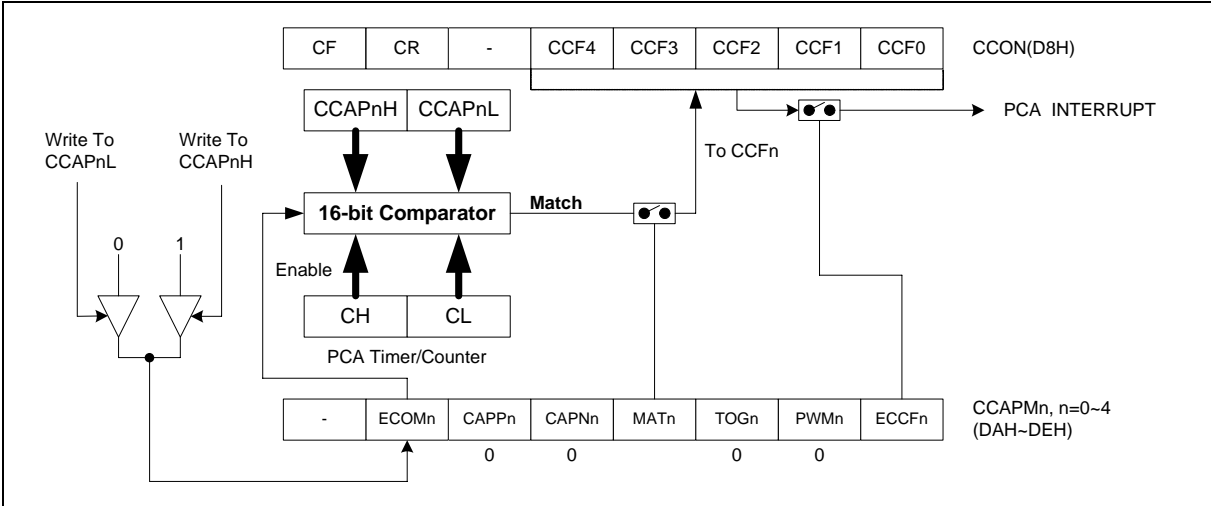 CF CR - CCF4 CCF3 CCF2 CCF1 CCF0 CCON(D8H)
CCAPnH CCAPnL
PCA INTERRUPT
Write To
CCAPnL
Write To
CCAPnH
To CCFn
16-bit Comparator
Match
0 1
Enable
CH CL
PCA Timer/Counter
- ECOMn CAPPn CAPNn MATn TOGn PWMn ECCFn
CCAPMn, n=0~4
(DAH~DEH)
0 0 0 0